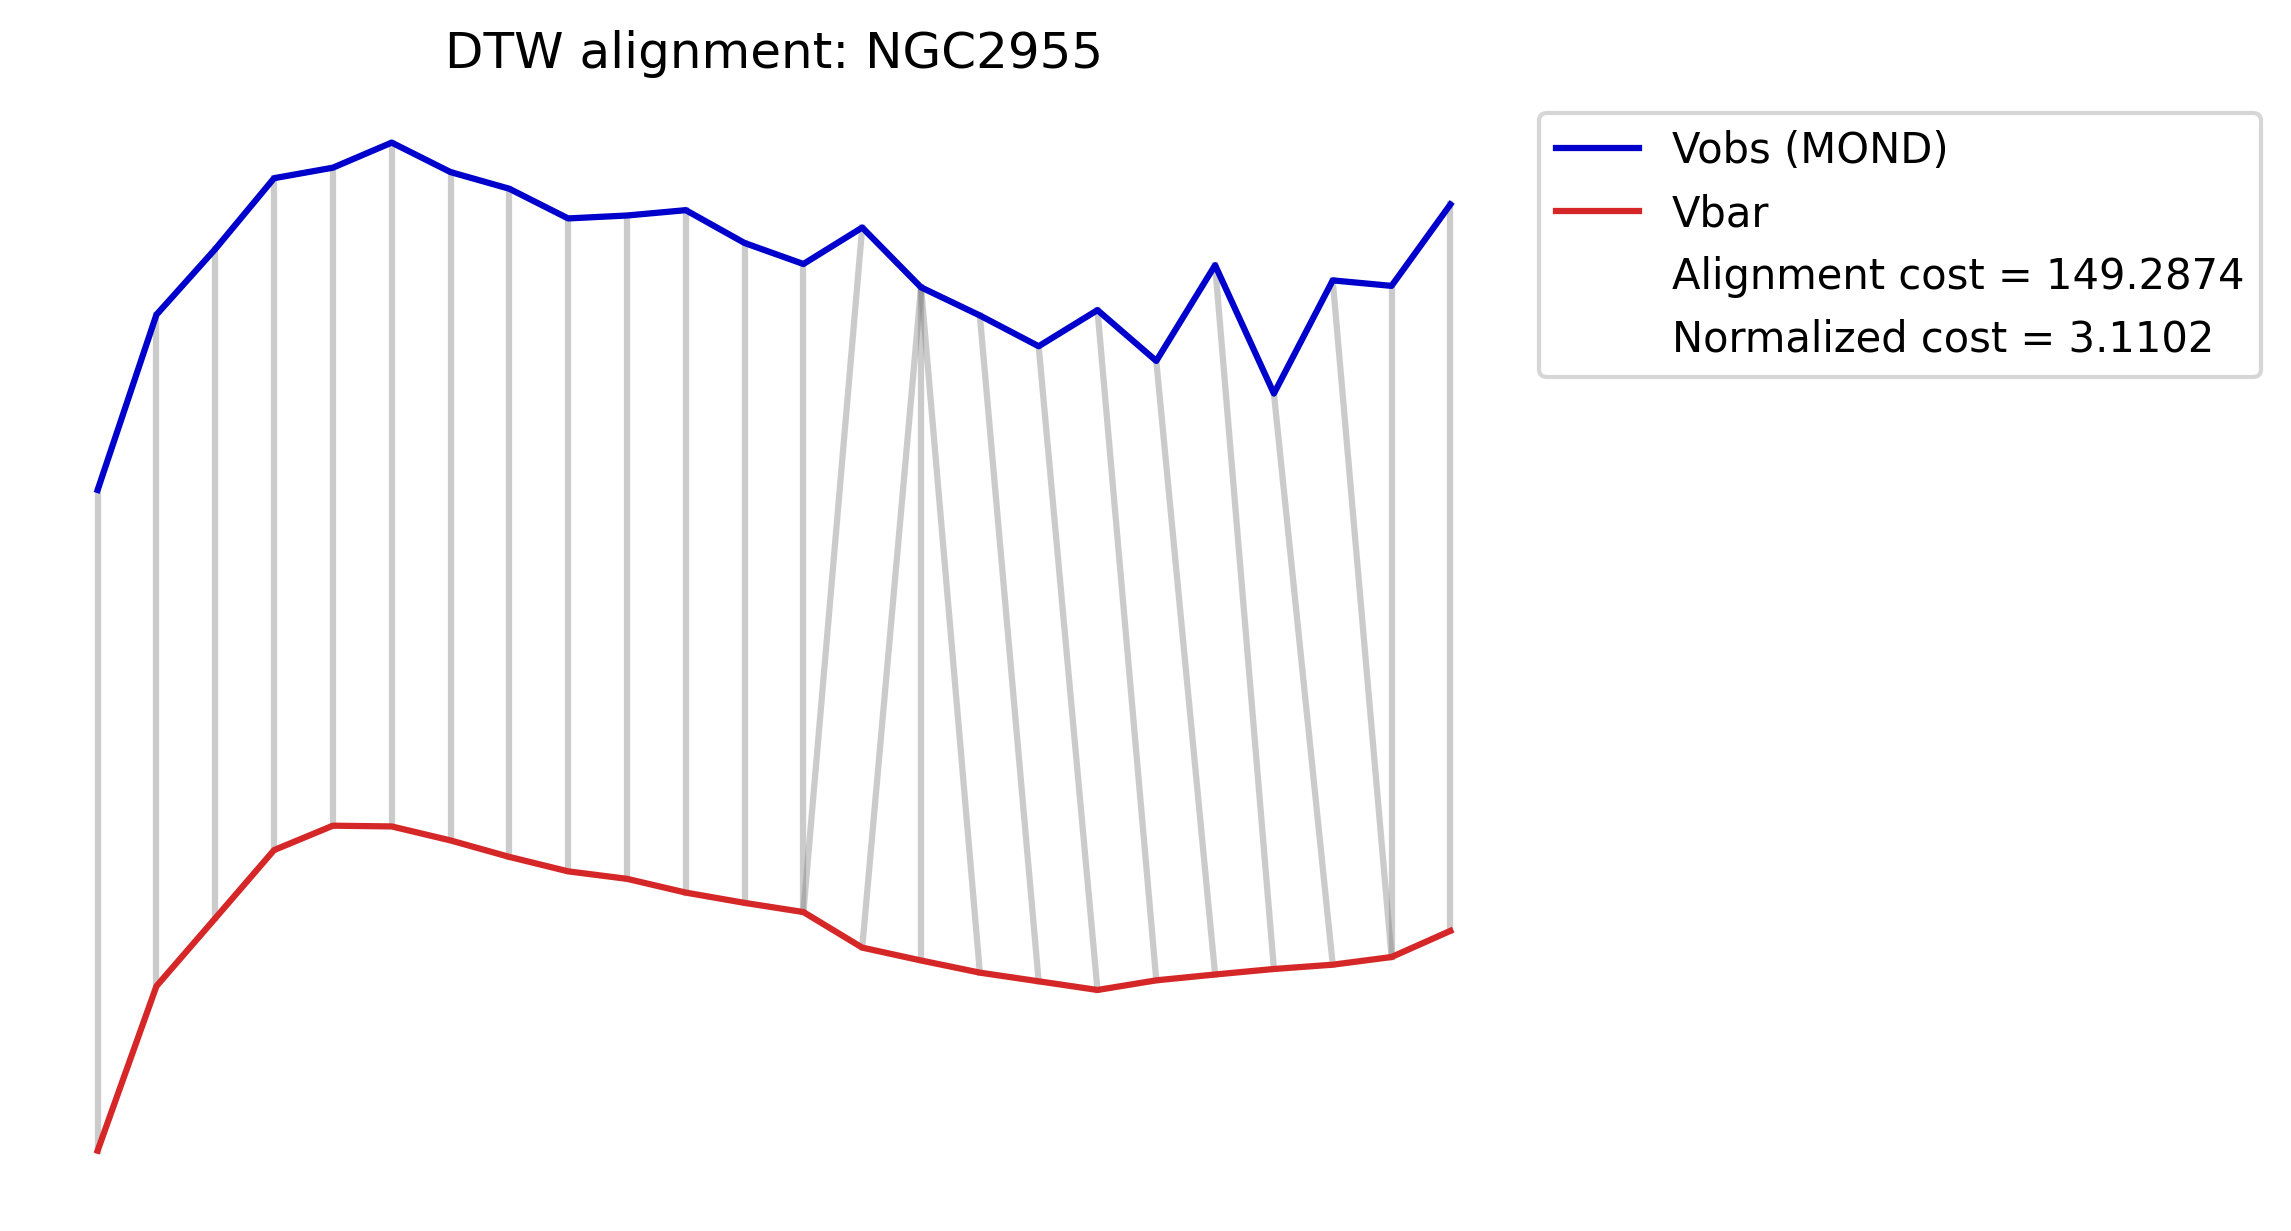 DTW alignment: NGC2955
Vobs (MOND)
Vbar
Alignment cost = 149.2874
Normalized cost = 3.1102